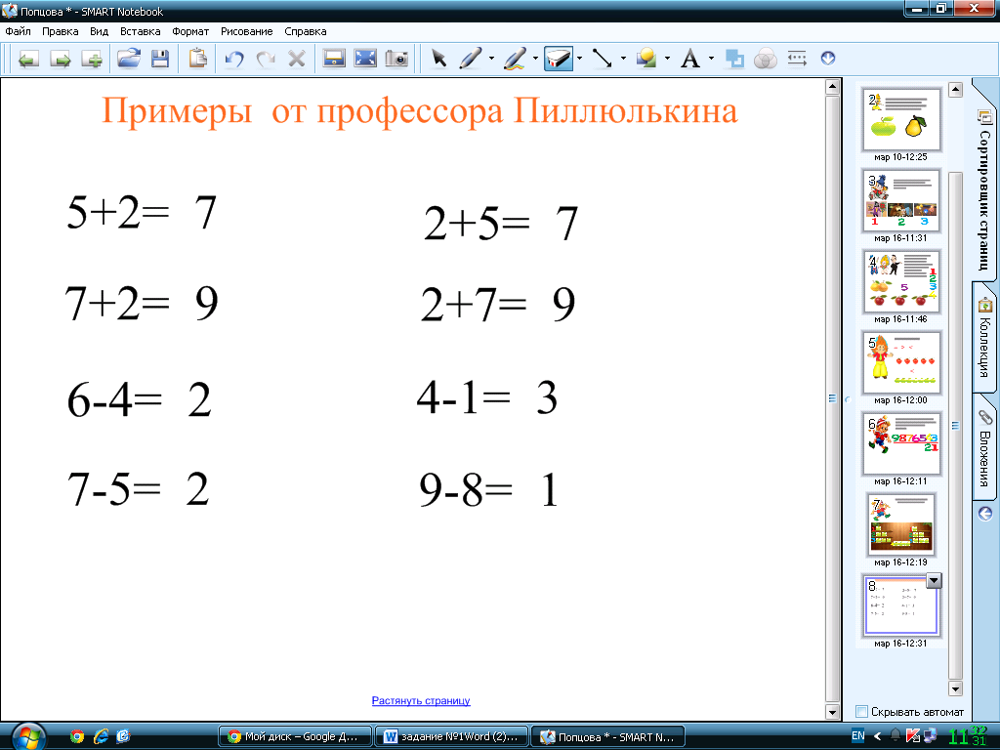 Попцова * - SMART Notebook
Файл Правка Вид Вставка Формат Рисование Справка
Примеры от профессора Пиллюлькина
5+2= 7 2+5= 7
7+2= 9 2+7= 9
6-4= 2 4-1= 3
7-5= 2 9-8= 1
Растянуть страницу
2
мар 10-12:25
3
1 2 3
мар 16-11:31
4
1
2
3
5
мар 16-11:46
5
мар 16-12:00
6
9876543
21
мар 16-12:11
7
мар 16-12:19
8
мар 16-12:31
Сортировщик страниц
Коллекция
Вложения
Скрывать автомат
Мой диск – Google Д... задание №1Word (2)... Попцова * - SMART N...
EN